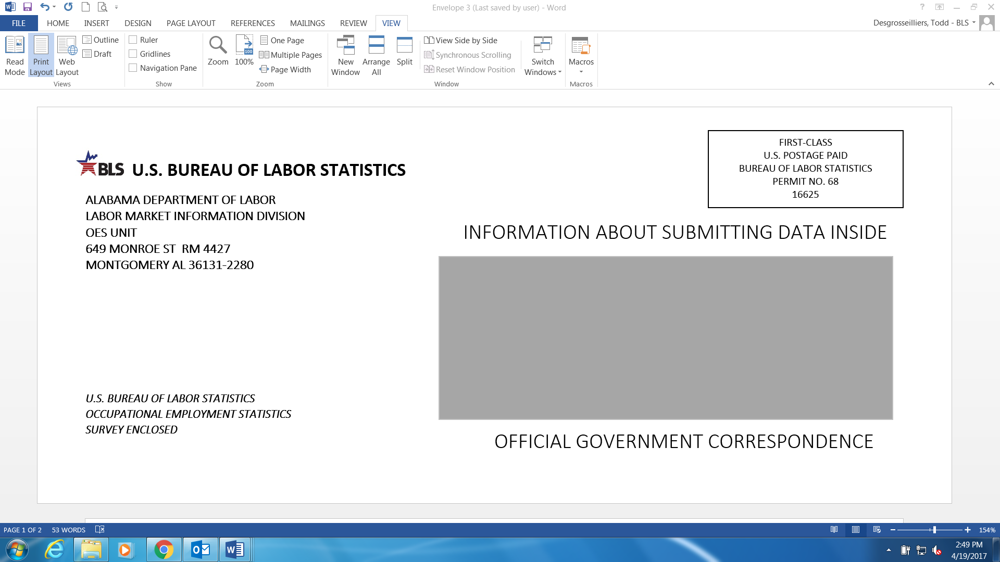 Envelope 3 (Last saved by user) - Word
FILE HOME INSERT DESIGN PAGE LAYOUT REFERENCES MAILINGS REVIEW VIEW
Desgrosseilliers, Todd - BLS
Read Mode
Print Layout
Web Layout
Outline
Draft
Views
Ruler
Gridlines
Navigation Pane
Show
Zoom
100%
100
One Page
Multiple Pages
Page Width
Zoom
New Window
Arrange All
Split
View Side by Side
Synchronous Scrolling
Reset Window Position
Switch Windows
Window
Macros
Macros
FIRST-CLASS
U.S. POSTAGE PAID
BUREAU OF LABOR STATISTICS
PERMIT NO. 68
16625
BLS U.S. BUREAU OF LABOR STATISTICS
ALABAMA DEPARTMENT OF LABOR
LABOR MARKET INFORMATION DIVISION
OES UNIT
649 MONROE ST  RM 4427
MONTGOMERY AL 36131-2280
INFORMATION ABOUT SUBMITTING DATA INSIDE
U.S. BUREAU OF LABOR STATISTICS
OCCUPATIONAL EMPLOYMENT STATISTICS
SURVEY ENCLOSED
OFFICIAL GOVERNMENT CORRESPONDENCE
PAGE 1 OF 2 53 WORDS
154%
2:49 PM
4/19/2017